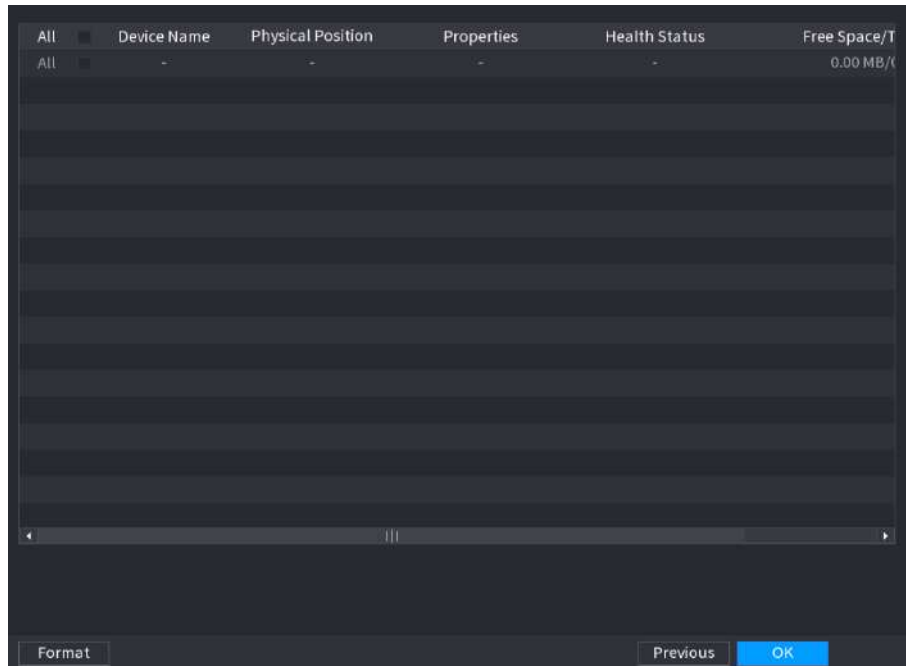 All Device Name Physical Position Properties Health Status Free Space/T
All - - - - 0.00 MB/
Format Previous OK